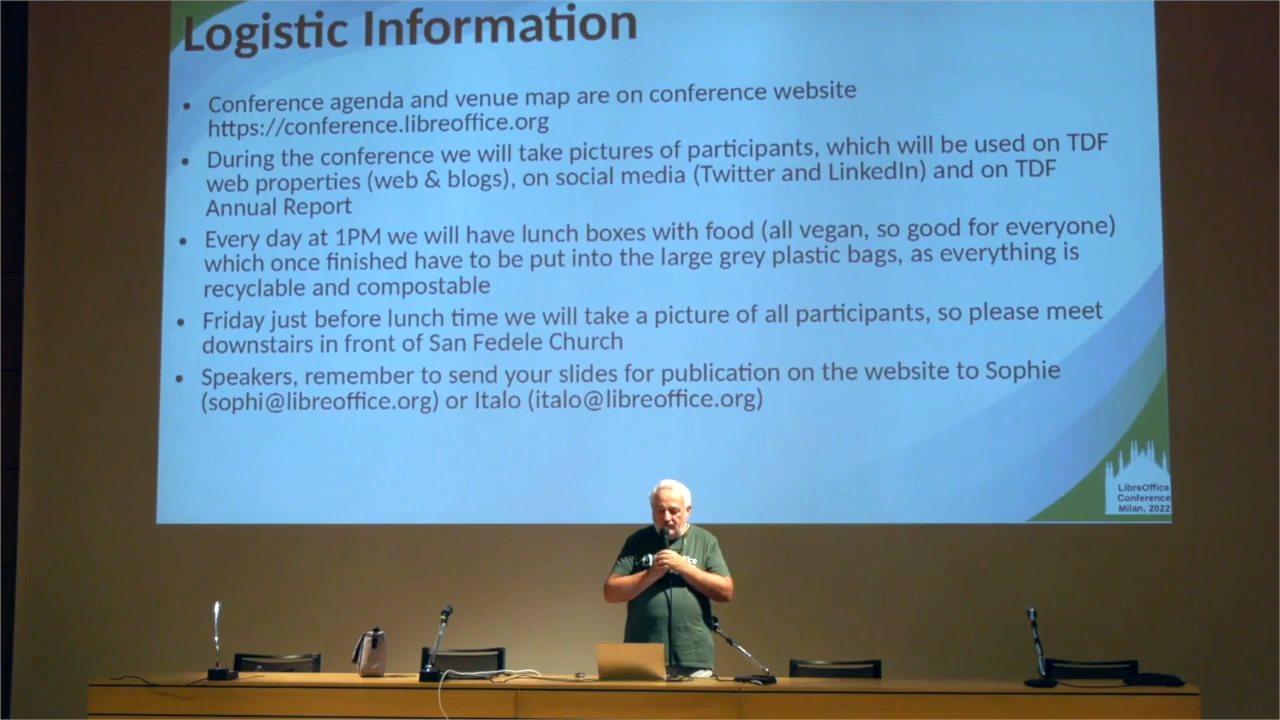 Logistic Information
• Conference agenda and venue map are on conference website
https://conference.libreoffice.org
• During the conference we will take pictures of participants, which will be used on TDF
web properties (web & blogs), on social media (Twitter and LinkedIn) and on TDF
Annual Report
• Every day at 1PM we will have lunch boxes with food (all vegan, so good for everyone)
which once finished have to be put into the large grey plastic bags, as everything is
recyclable and compostable
• Friday just before lunch time we will take a picture of all participants, so please meet
downstairs in front of San Fedele Church
• Speakers, remember to send your slides for publication on the website to Sophie
(sophi@libreoffice.org) or Italo (italo@libreoffice.org)
LibreOffice
Conference
Milan, 2022